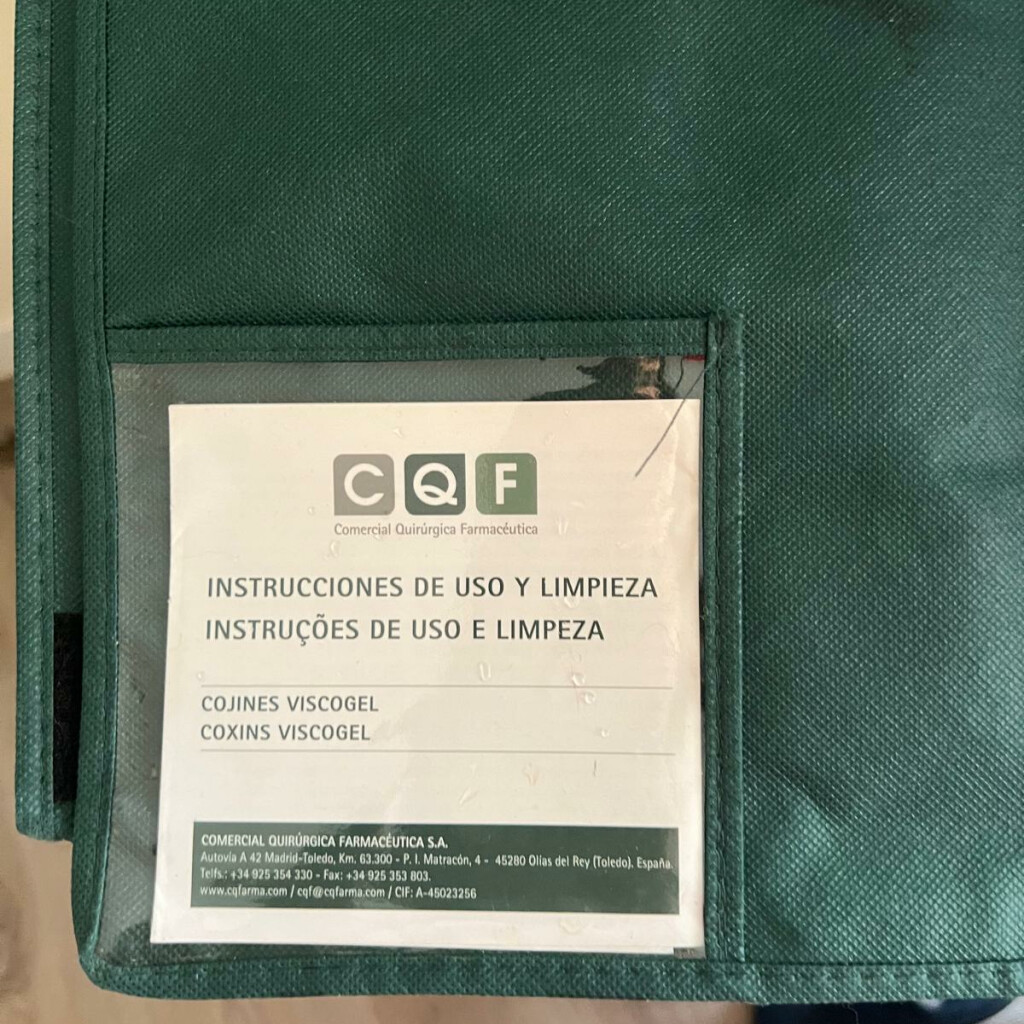 CQF
Comercial Quirúrgica Farmacéutica
INSTRUCCIONES DE USO Y LIMPIEZA
INSTRUÇÕES DE USO E LIMPEZA
COJINES VISCOGEL
COXINS VISCOGEL
COMERCIAL QUIRÚRGICA FARMACÉUTICA S.A.
Autovía A 42 Madrid-Toledo, Km. 63.300 - P. I. Matracón, 4 - 45280 Olías del Rey (Toledo). España.
Telfs.: +34 925 354 330 - Fax: +34 925 353 803.
www.cqfarma.com / cqf@cqfarma.com / CIF: A-45023256